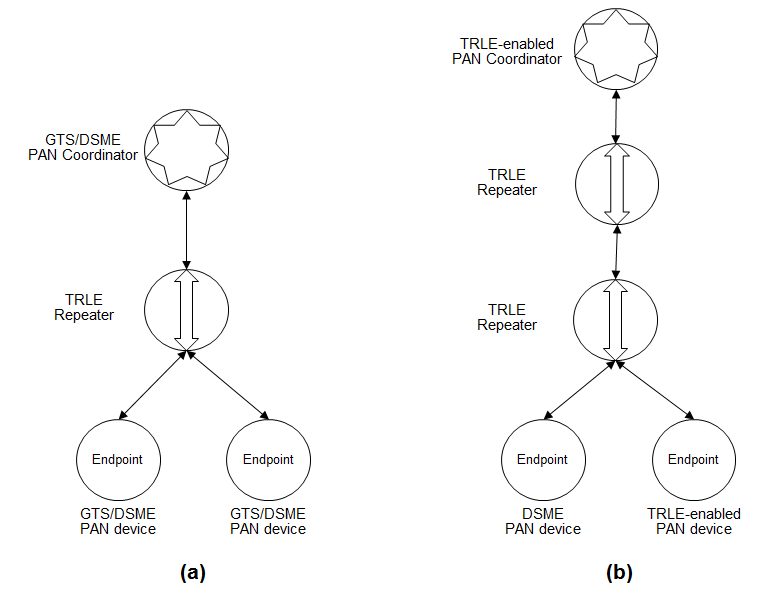 GTS/DSME
PAN Coordinator
TRLE
Repeater
Endpoint
Endpoint
GTS/DSME
PAN device
GTS/DSME
PAN device
(a)
TRLE-enabled
PAN Coordinator
TRLE
Repeater
TRLE
Repeater
Endpoint
Endpoint
DSME
PAN device
TRLE-enabled
PAN device
(b)